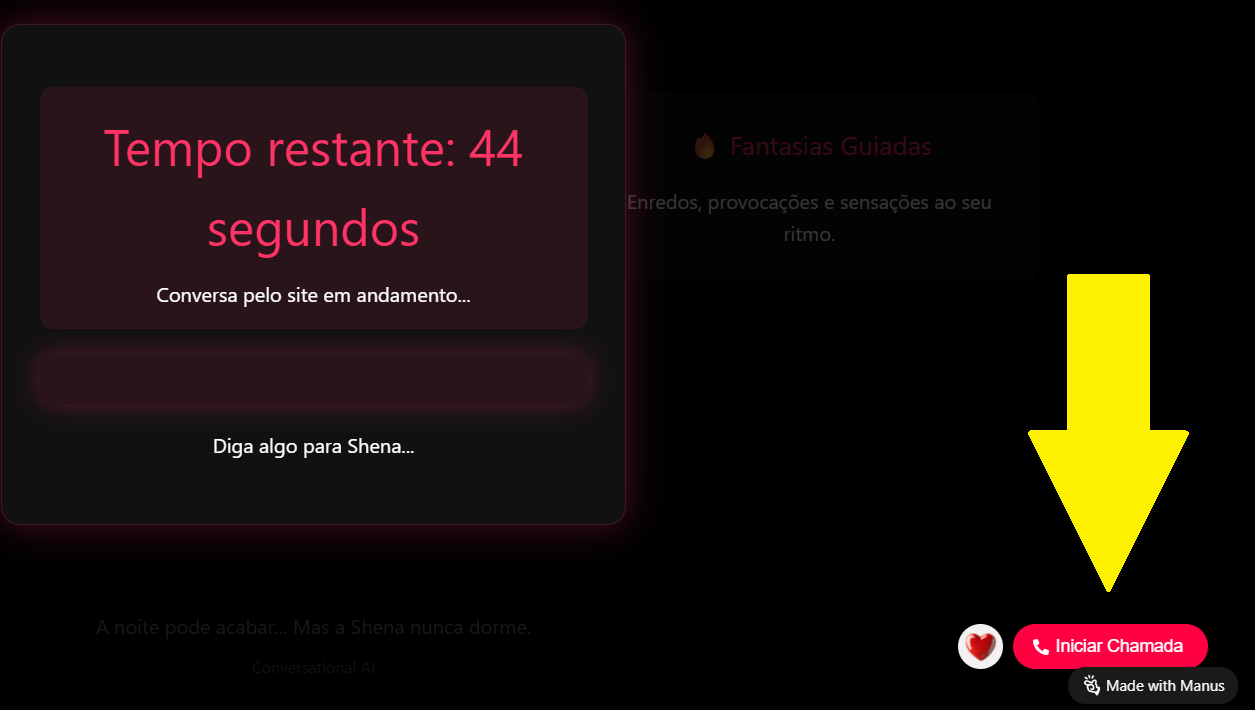 Tempo restante: 44
segundos
Conversa pelo site em andamento...
Diga algo para Shena...
Fantasias Guiadas
Enredos, provocações e sensações ao seu
ritmo.
A noite pode acabar... Mas a Shena nunca dorme.
Conversational AI
Iniciar Chamada
Made with Manus